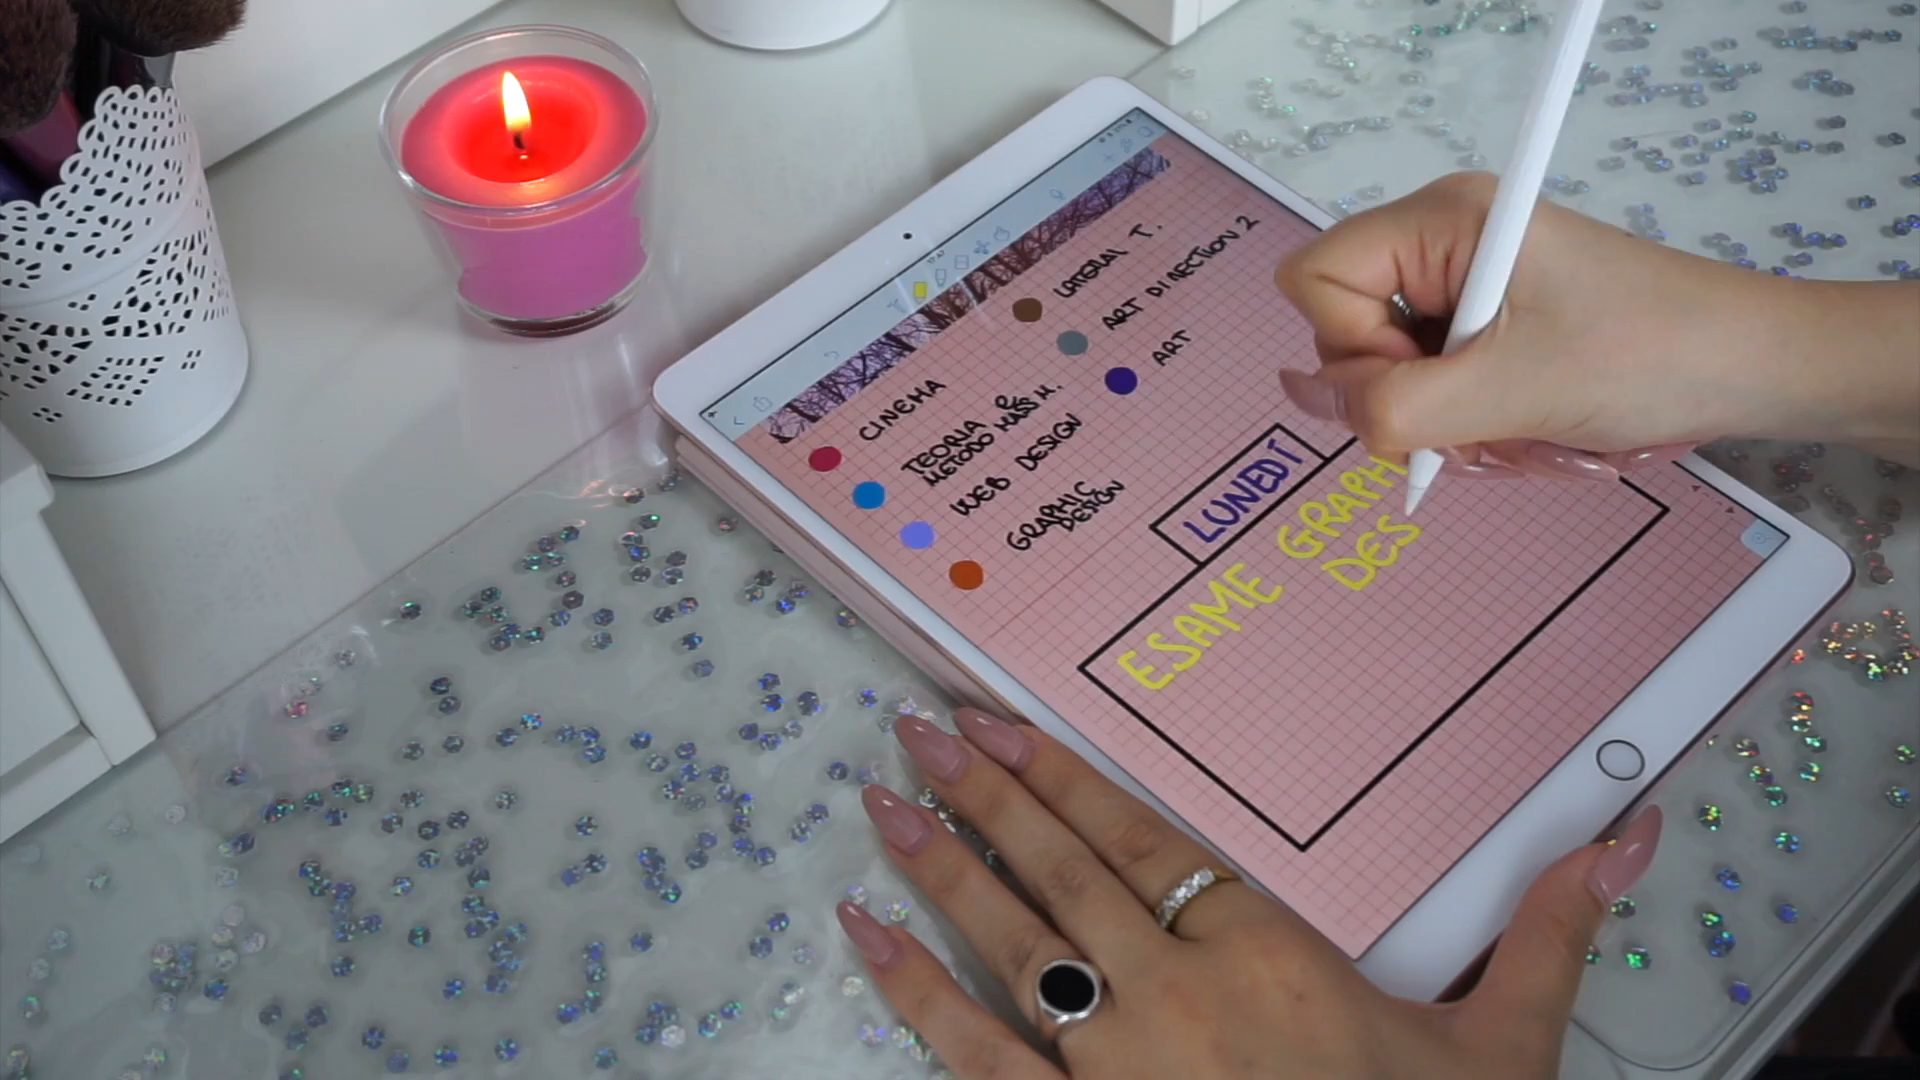 CINEMA
TEORIA &
METODO MASS M.
WEB DESIGN
GRAPHIC
DESIGN
LATERAL T.
ART DIRECTION 2
ART
LUNEDÌ
ESAME GRAPH
DES